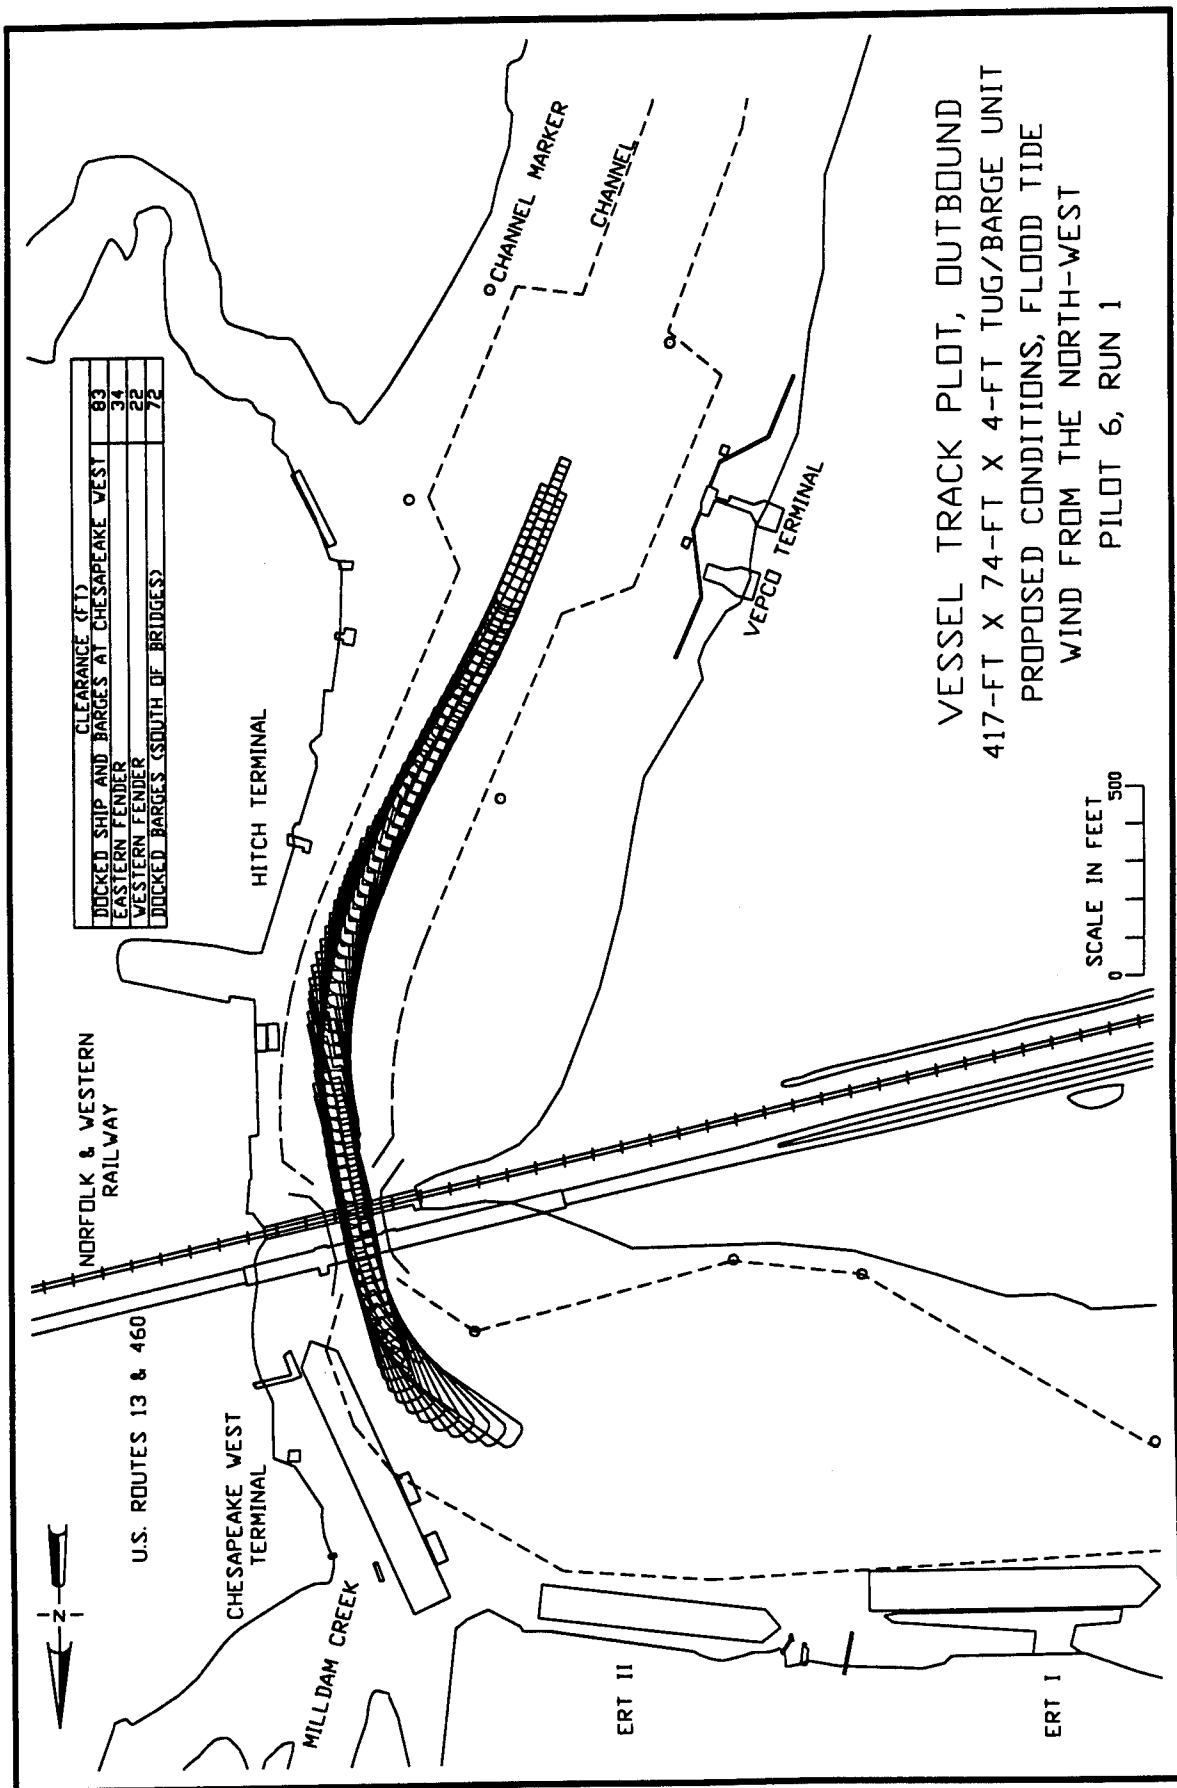 CLEARANCE (FT)
DOCKED SHIP AND BARGES AT CHESAPEAKE WEST 83
EASTERN FENDER 34
WESTERN FENDER 22
DOCKED BARGES (SOUTH OF BRIDGES) 72
N
U.S. ROUTES 13 & 460
NORFOLK & WESTERN
RAILWAY
CHESAPEAKE WEST
TERMINAL
MILLDAM CREEK
HITCH TERMINAL
CHANNEL MARKER
CHANNEL
VEPCO TERMINAL
ERT II
ERT I
SCALE IN FEET
0 500
VESSEL TRACK PLOT, OUTBOUND
417-FT X 74-FT X 4-FT TUG/BARGE UNIT
PROPOSED CONDITIONS, FLOOD TIDE
WIND FROM THE NORTH-WEST
PILOT 6, RUN 1